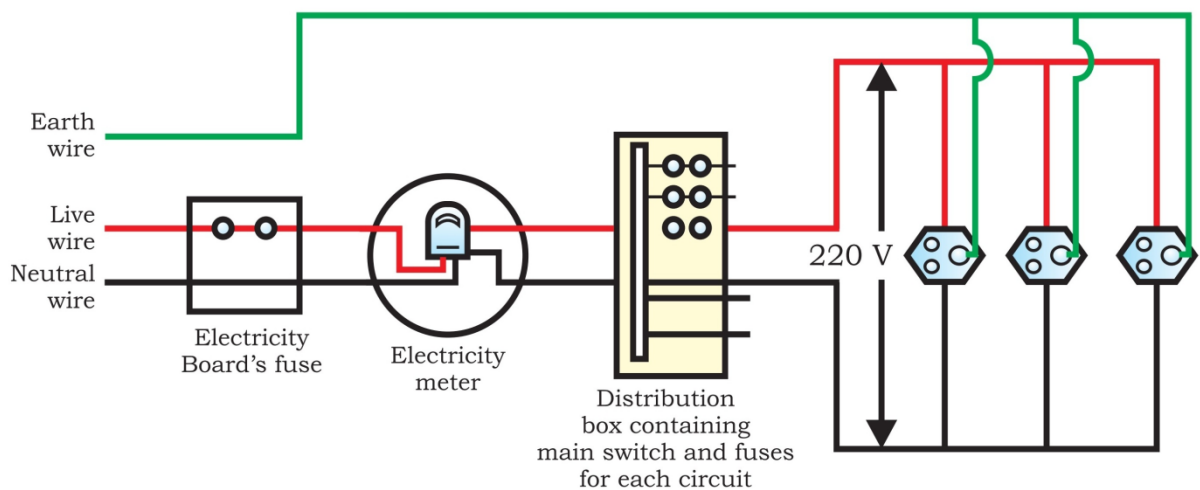 Earth
wire
Live
wire
Neutral
wire
Electricity
Board's fuse
Electricity
meter
Distribution
box containing
main switch and fuses
for each circuit
220 V